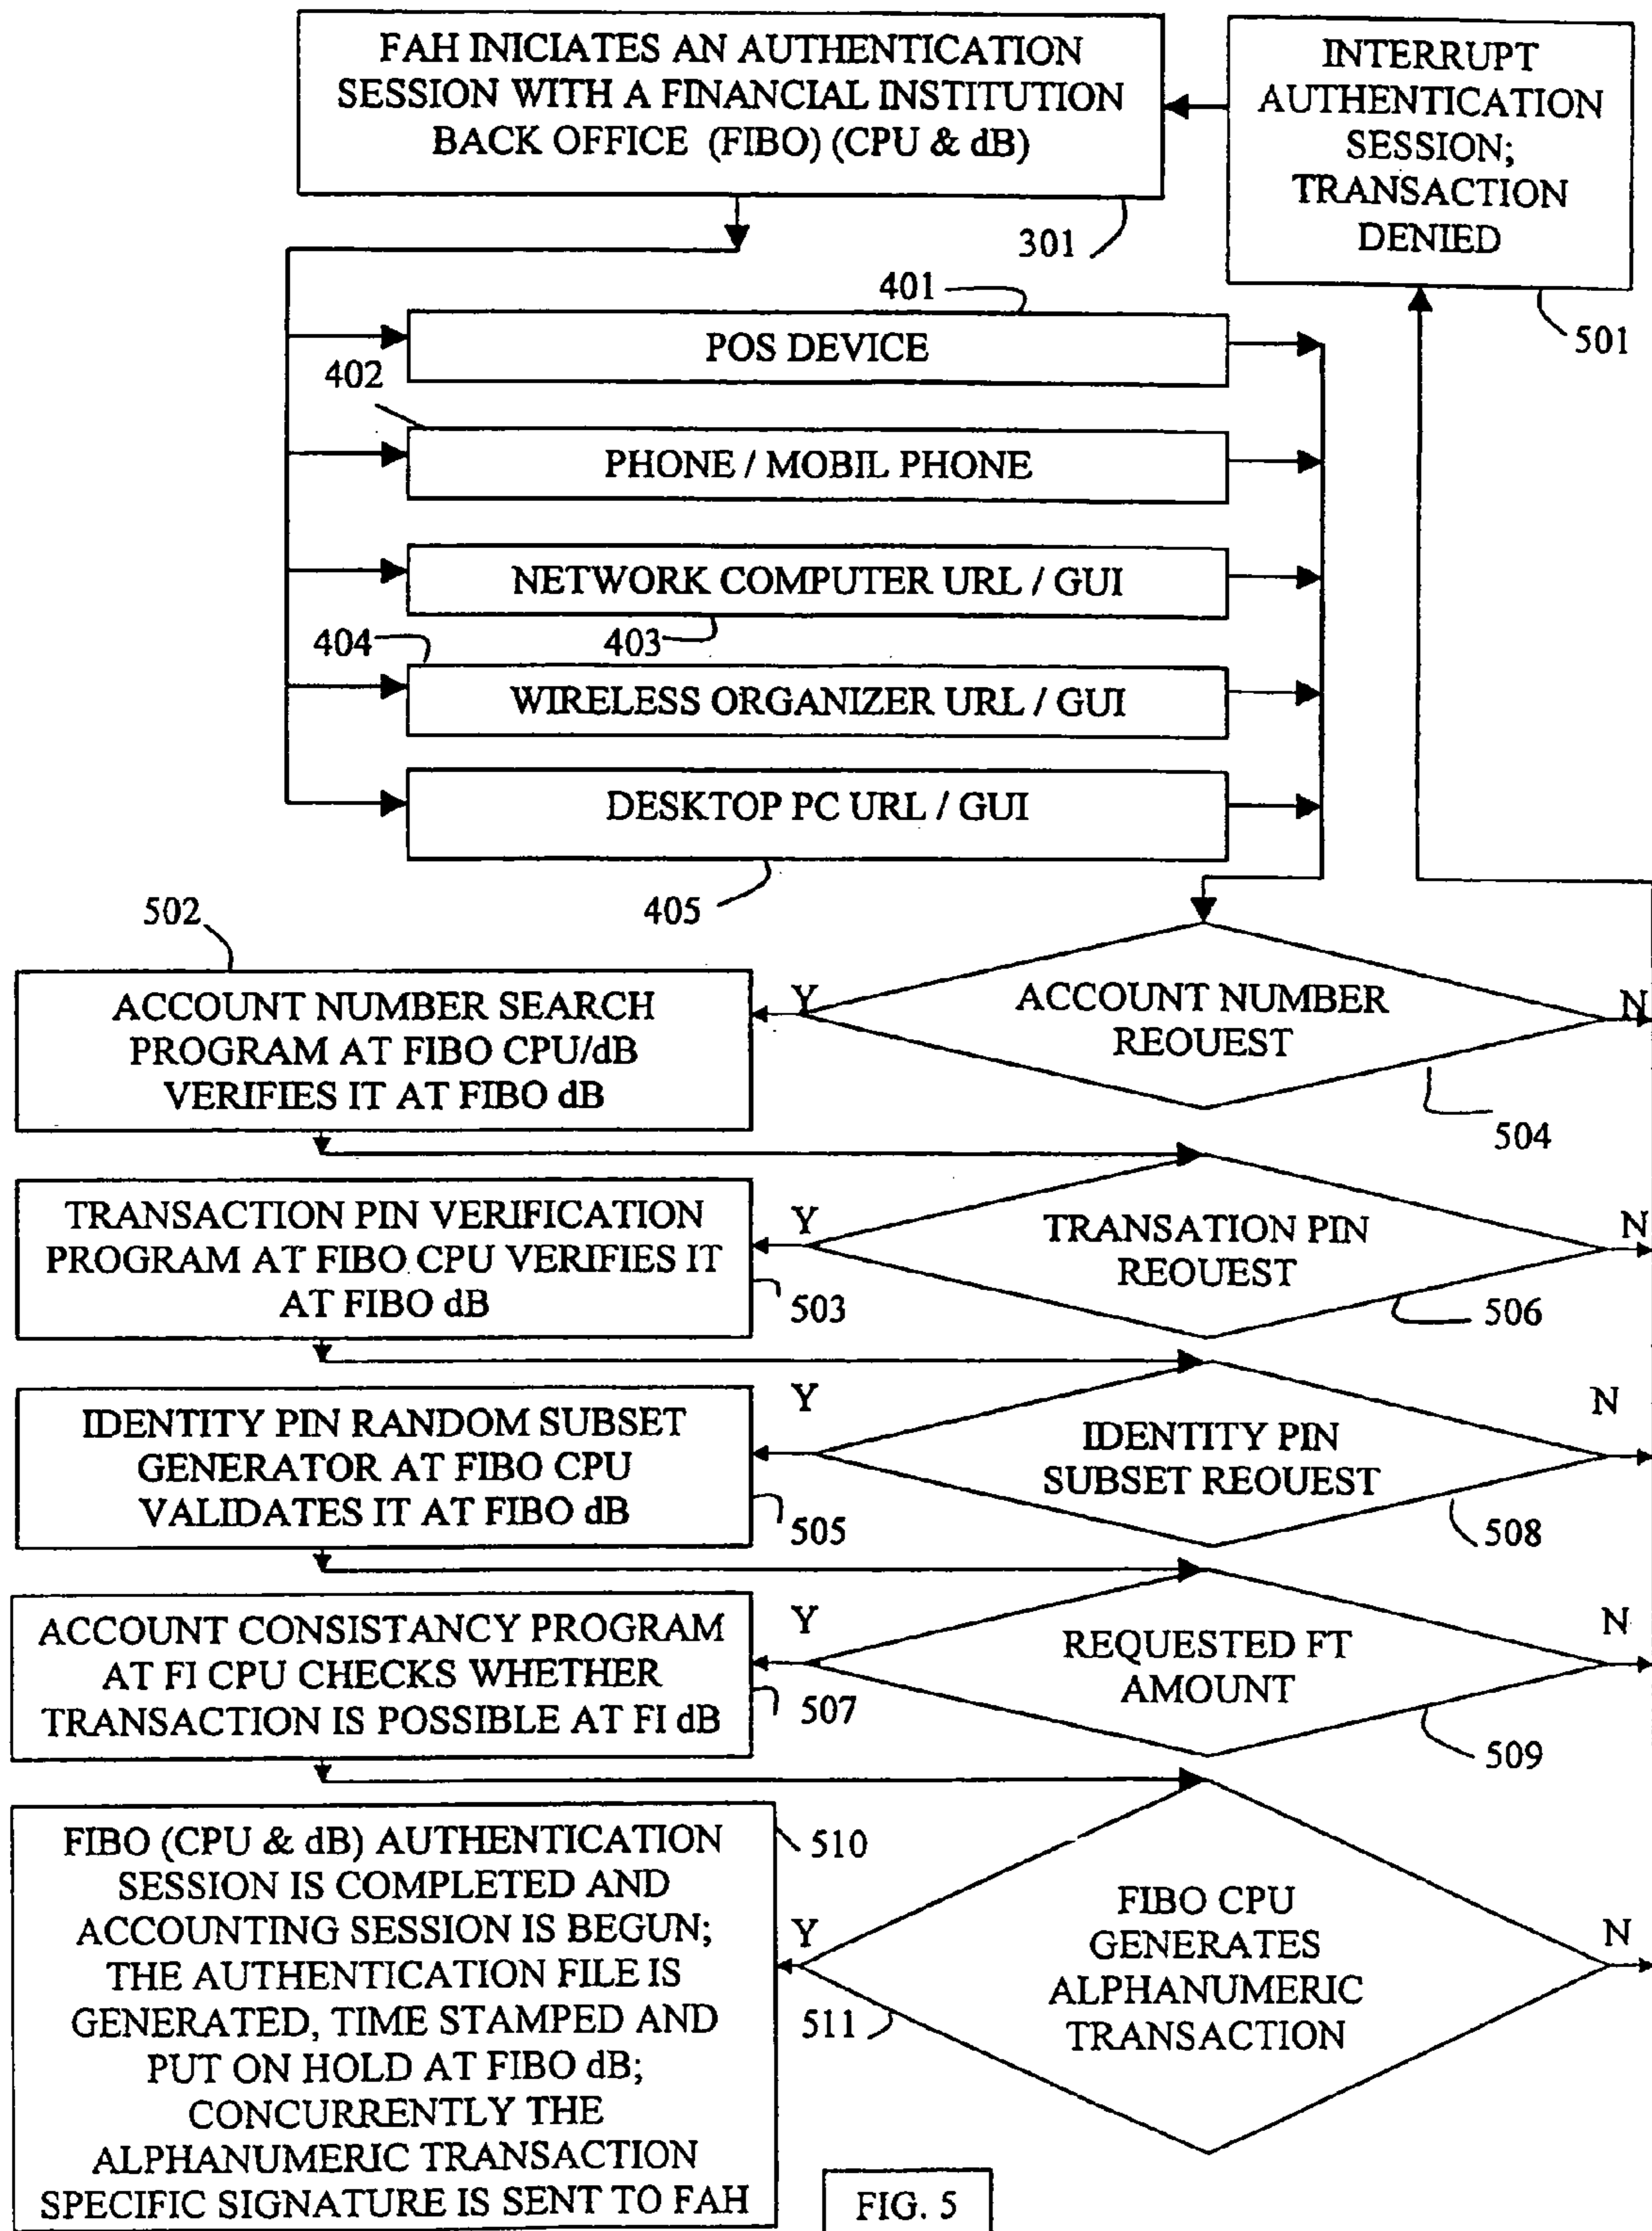 FAH INICIATES AN AUTHENTICATION
SESSION WITH A FINANCIAL INSTITUTION
BACK OFFICE (FIBO) (CPU & dB)
INTERRUPT
AUTHENTICATION
SESSION;
TRANSACTION
DENIED
301
501
401
POS DEVICE
402
PHONE / MOBIL PHONE
NETWORK COMPUTER URL / GUI
403
404
WIRELESS ORGANIZER URL / GUI
DESKTOP PC URL / GUI
405
502
ACCOUNT NUMBER SEARCH
PROGRAM AT FIBO CPU/dB
VERIFIES IT AT FIBO dB
Y
ACCOUNT NUMBER
REOUEST
N
504
TRANSACTION PIN VERIFICATION
PROGRAM AT FIBO CPU VERIFIES IT
AT FIBO dB
503
Y
TRANSATION PIN
REOUEST
N
506
IDENTITY PIN RANDOM SUBSET
GENERATOR AT FIBO CPU
VALIDATES IT AT FIBO dB
505
Y
IDENTITY PIN
SUBSET REOUEST
N
508
ACCOUNT CONSISTANCY PROGRAM
AT FI CPU CHECKS WHETHER
TRANSACTION IS POSSIBLE AT FI dB
507
Y
REQUESTED FT
AMOUNT
N
509
FIBO (CPU & dB) AUTHENTICATION
SESSION IS COMPLETED AND
ACCOUNTING SESSION IS BEGUN;
THE AUTHENTICATION FILE IS
GENERATED, TIME STAMPED AND
PUT ON HOLD AT FIBO dB;
CONCURRENTLY THE
ALPHANUMERIC TRANSACTION
SPECIFIC SIGNATURE IS SENT TO FAH
510
Y
FIBO CPU
GENERATES
ALPHANUMERIC
TRANSACTION
N
511
FIG. 5